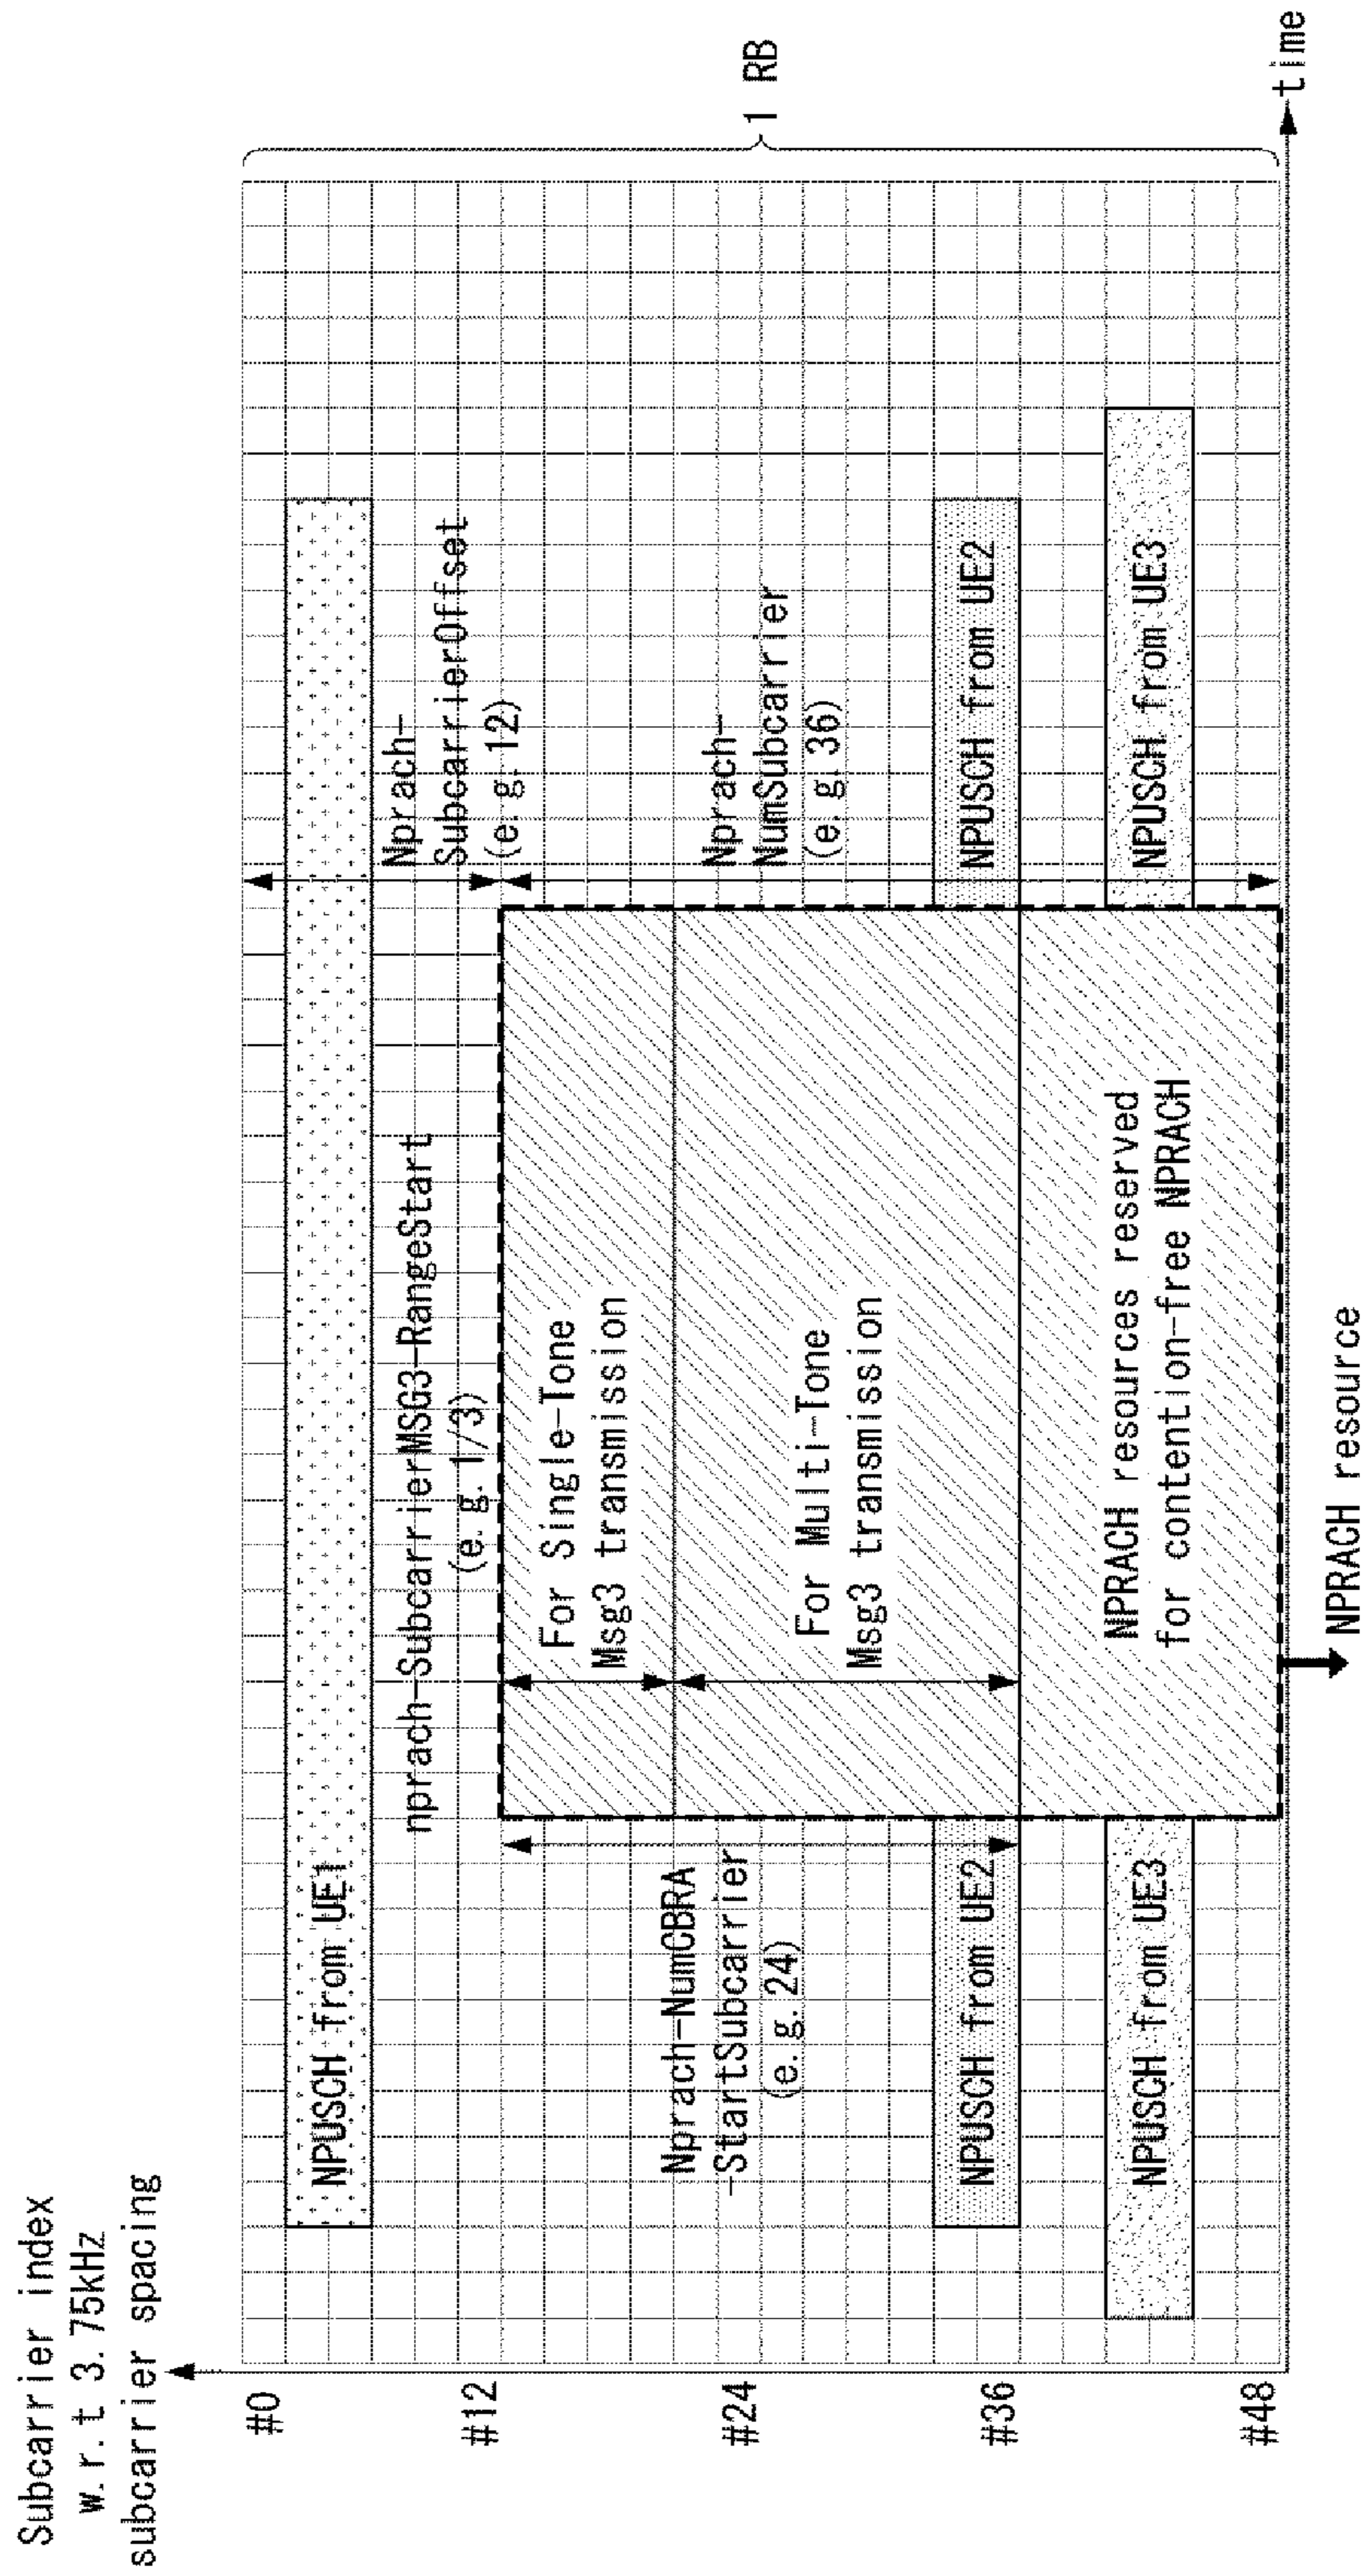 Subcarrier index
w.r.t 3.75kHz
subcarrier spacing
#0
#12
#24
#36
#48
NPUSCH from UE1
Nprach-
SubcarrierOffset
(e.g. 12)
nprach-SubcarrierMSG3-RangeStart
(e.g. 1/3)
For Single-Tone
Msg3 transmission
Nprach-NumCBRA
-StartSubcarrier
(e.g. 24)
For Multi-Tone
Msg3 transmission
Nprach-
NumSubcarrier
(e.g. 36)
NPUSCH from UE2
NPUSCH from UE2
NPUSCH from UE3
NPRACH resources reserved
for contention-free NPRACH
NPUSCH from UE3
1 RB
time
NPRACH resource